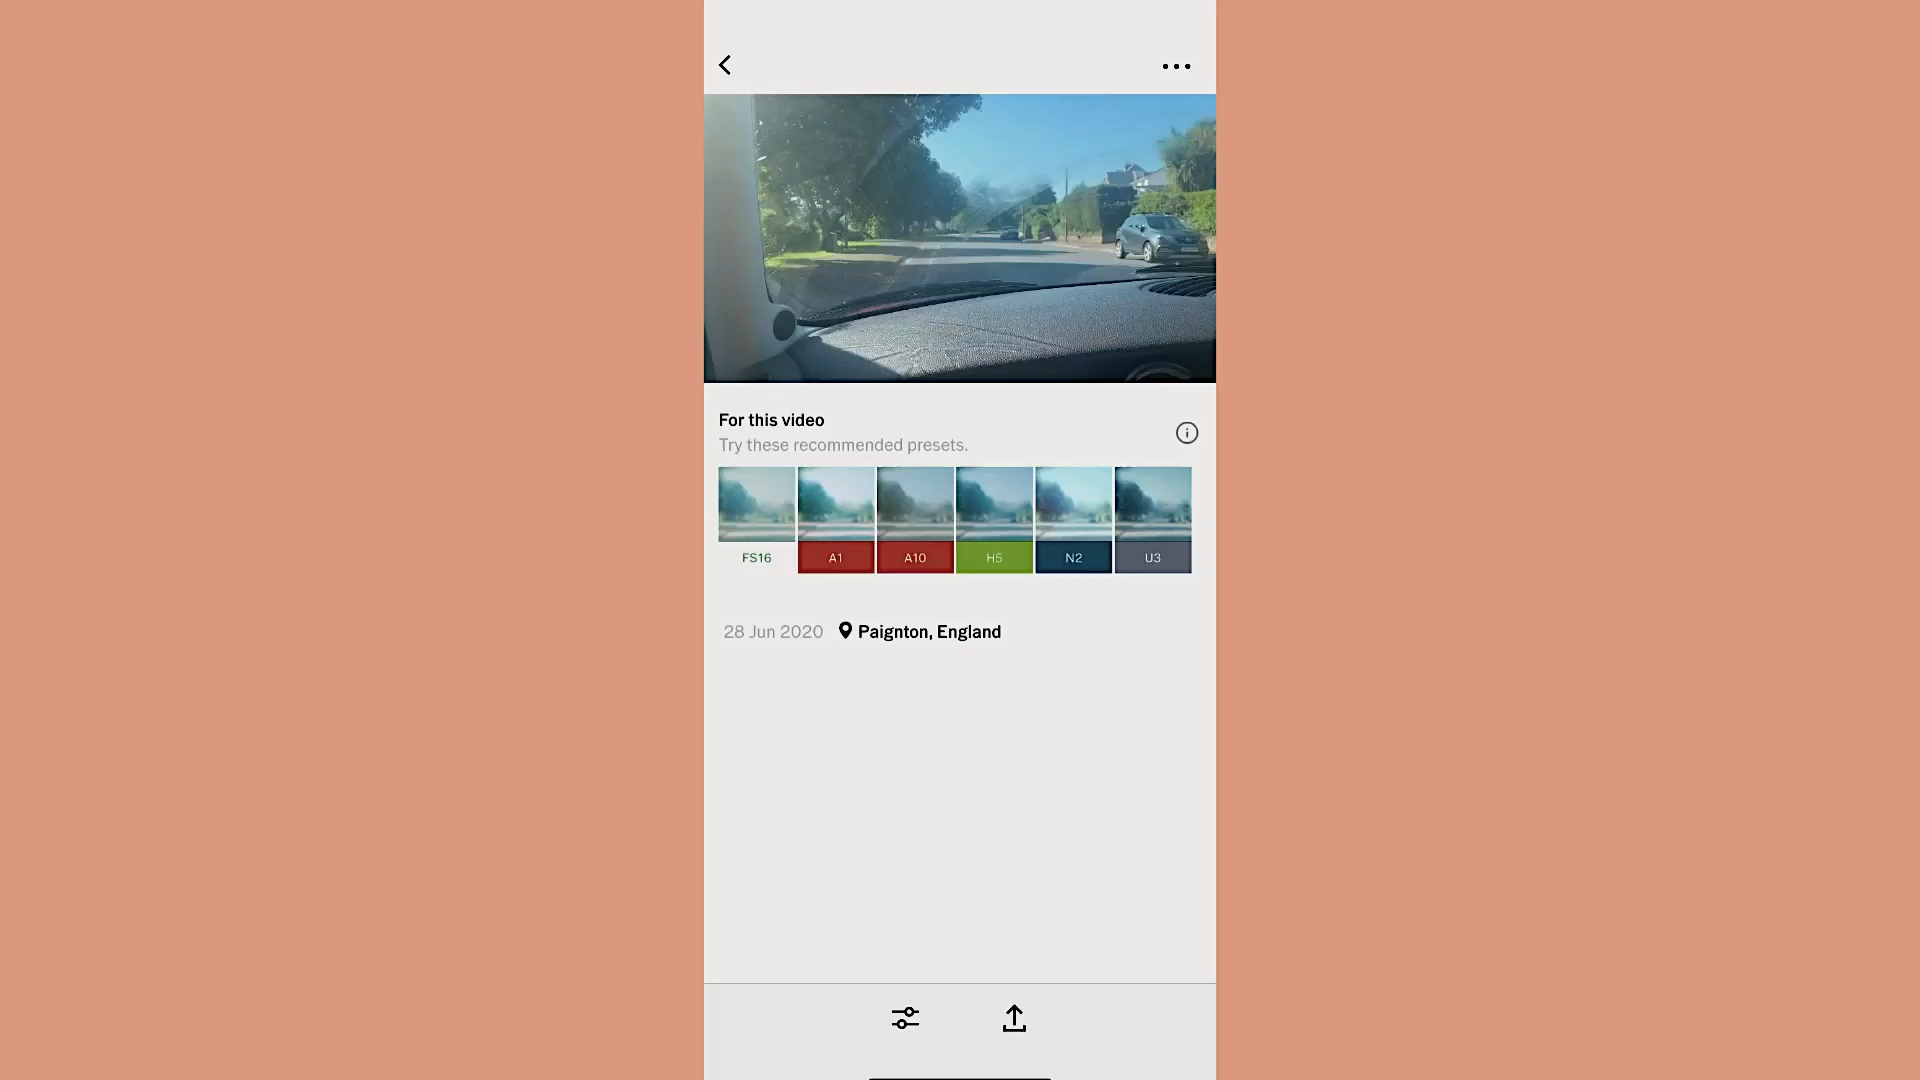 For this video
Try these recommended presets.
FS16
A1
A10
H5
N2
U3
28 Jun 2020 Paignton, England